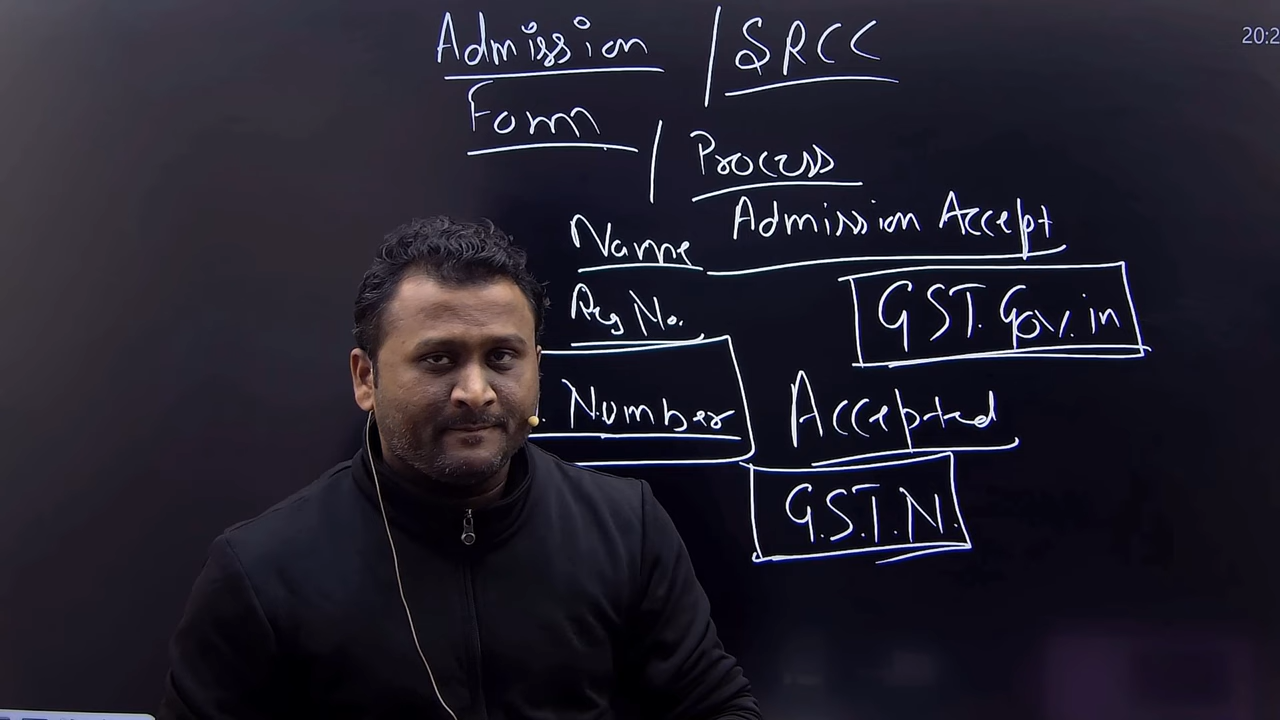 Admission / SRCC
Form / Process
Admission Accept
Name
Reg No.
GST.Gov.in
Number
Accepted
G.S.T.N.
20:2